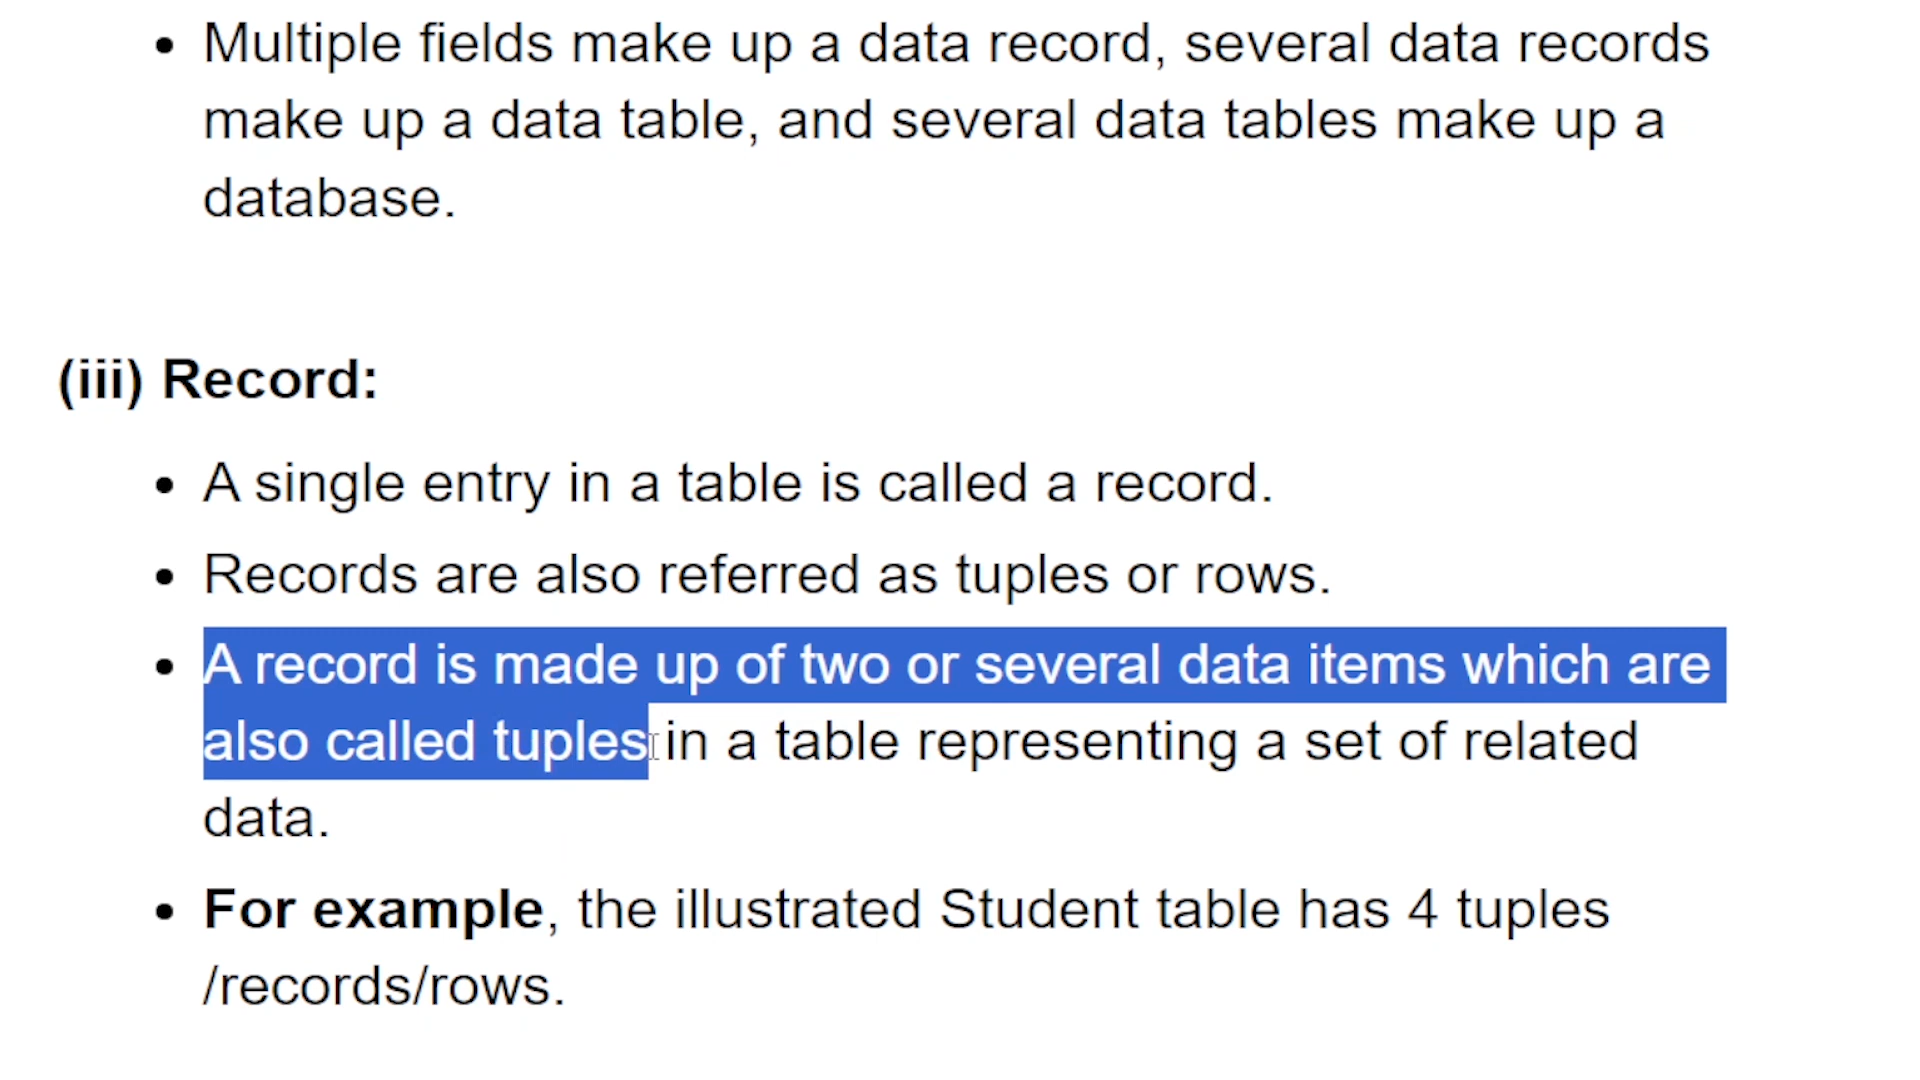 • Multiple fields make up a data record, several data records
make up a data table, and several data tables make up a
database.
(iii) Record:
• A single entry in a table is called a record.
• Records are also referred as tuples or rows.
• A record is made up of two or several data items which are
also called tuples in a table representing a set of related
data.
• For example, the illustrated Student table has 4 tuples
/records/rows.